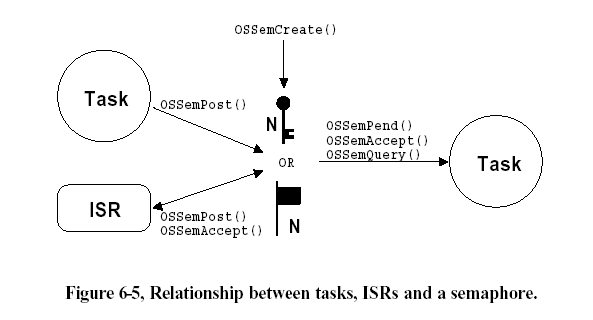 OSSemCreate()
Task
OSSemPost()
N
OSSemPend()
OSSemAccept()
OSSemQuery()
OR
Task
ISR
OSSemPost()
OSSemAccept()
N
Figure 6-5, Relationship between tasks, ISRs and a semaphore.